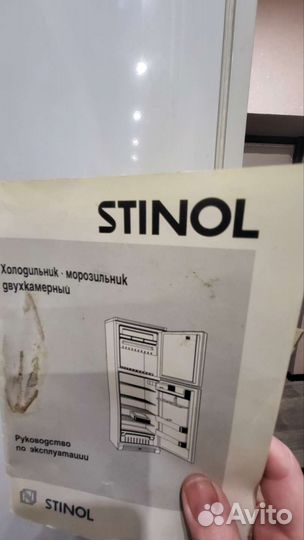 STINOL
Холодильник - морозильник
двухкамерный
Руководство
по эксплуатации
STINOL
Avito